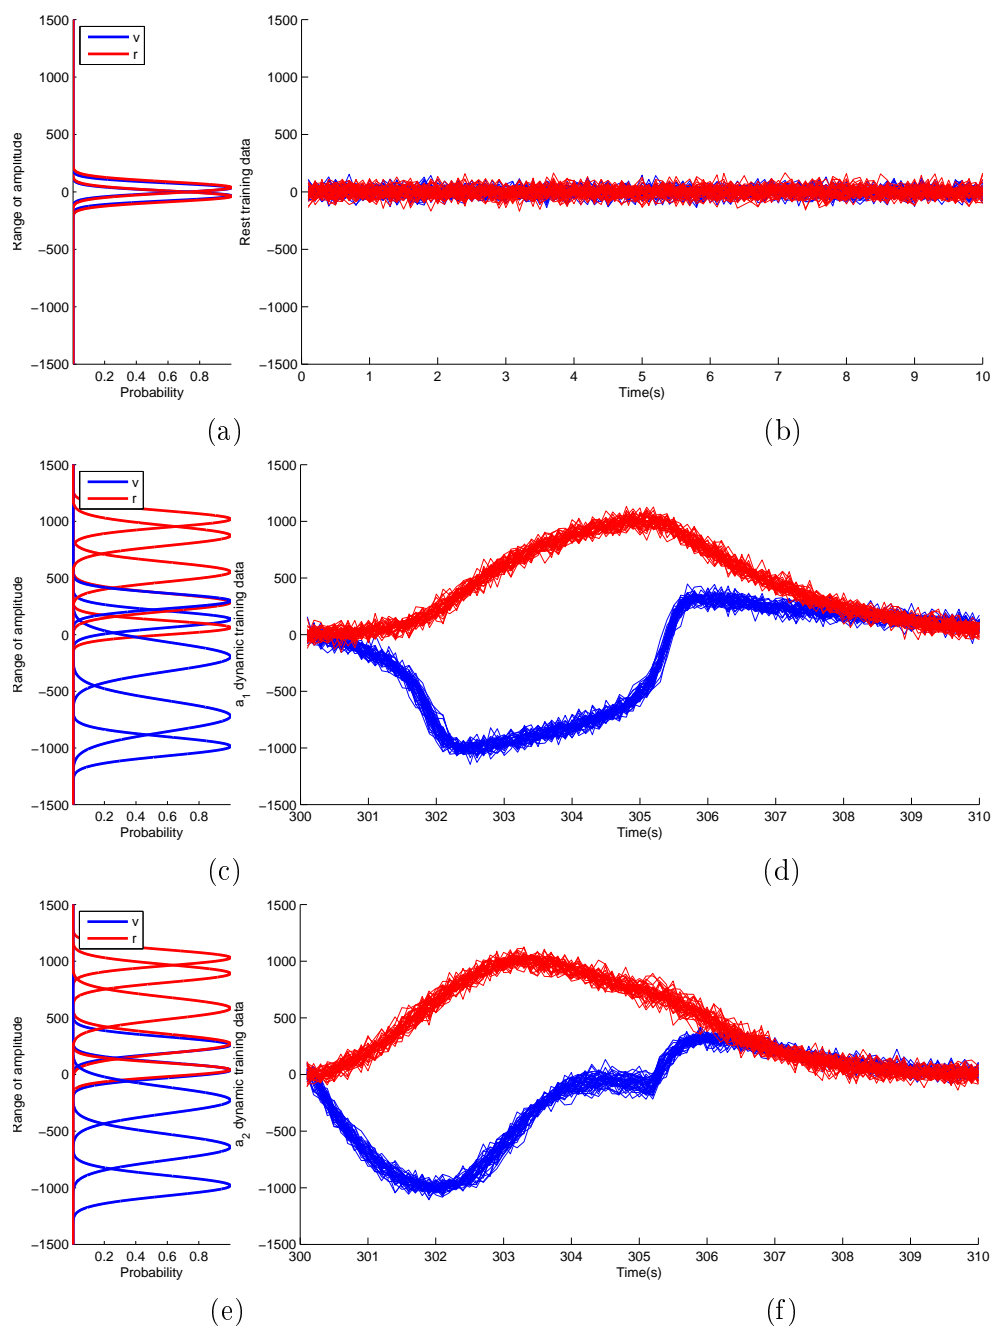 1500
1000
500
0
−500
−1000
−1500
Range of amplitude
v
r
0.2 0.4 0.6 0.8
Probability
1500
1000
500
0
−500
−1000
−1500
Rest training data
0 1 2 3 4 5 6 7 8 9 10
Time(s)
(a)
(b)
1500
1000
500
0
−500
−1000
−1500
Range of amplitude
v
r
0.2 0.4 0.6 0.8
Probability
1500
1000
500
0
−500
−1000
−1500
a1 dynamic training data
300 301 302 303 304 305 306 307 308 309 310
Time(s)
(c)
(d)
1500
1000
500
0
−500
−1000
−1500
Range of amplitude
v
r
0.2 0.4 0.6 0.8
Probability
1500
1000
500
0
−500
−1000
−1500
a2 dynamic training data
300 301 302 303 304 305 306 307 308 309 310
Time(s)
(e)
(f)